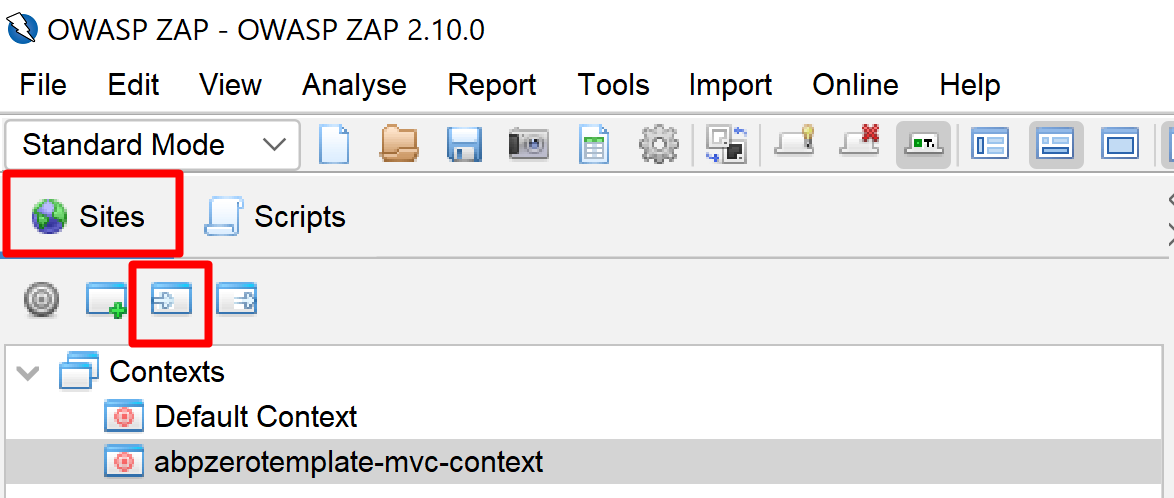 OWASP ZAP - OWASP ZAP 2.10.0
File Edit View Analyse Report Tools Import Online Help
Standard Mode
Sites Scripts
Contexts
Default Context
abpzerotemplate-mvc-context